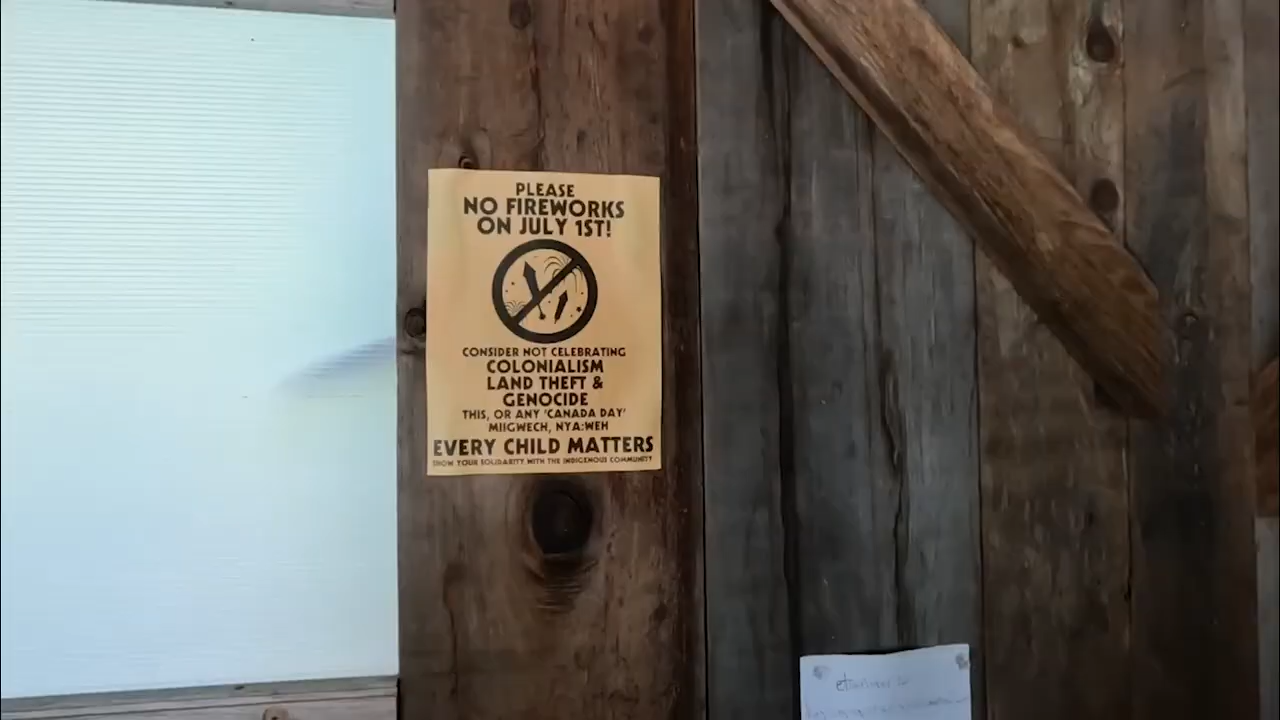 PLEASE
NO FIREWORKS
ON JULY 1ST!
CONSIDER NOT CELEBRATING
COLONIALISM
LAND THEFT &
GENOCIDE
THIS, OR ANY 'CANADA DAY'
MIIGWECH, NYA:WEH
EVERY CHILD MATTERS
SHOW YOUR SOLIDARITY WITH THE INDIGENOUS COMMUNITY